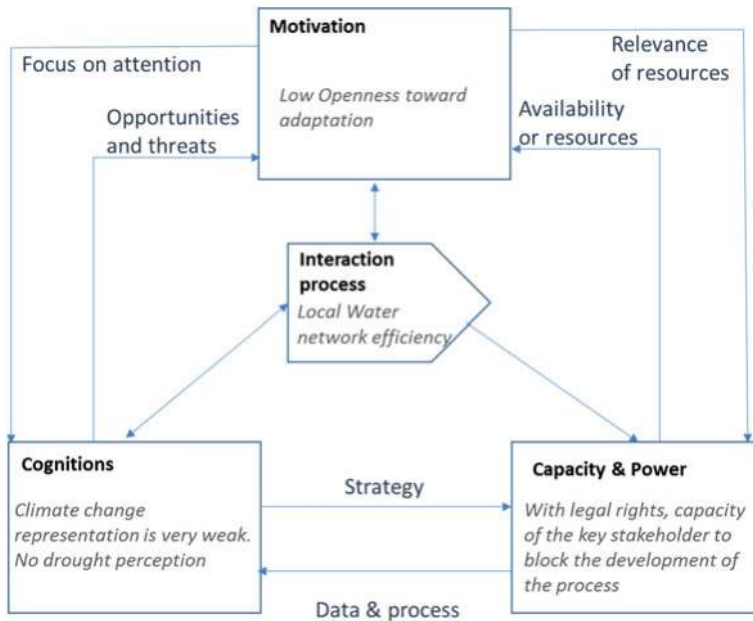 Motivation
Focus on attention
Relevance
of resources
Low Openness toward
adaptation
Opportunities
and threats
Availability
or resources
Interaction
process
Local Water
network efficiency
Cognitions
Climate change
representation is very weak.
No drought perception
Strategy
Capacity & Power
With legal rights, capacity
of the key stakeholder to
block the development of
the process
Data & process